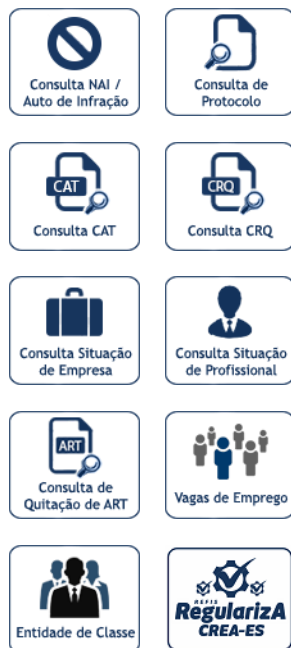 Consulta NAI /
Auto de Infração
Consulta de
Protocolo
CAT
Consulta CAT
CRQ
Consulta CRQ
Consulta Situação
de Empresa
Consulta Situação
de Profissional
ART
Consulta de
Quitação de ART
Vagas de Emprego
Entidade de Classe
REFIS
RegularizA
CREA-ES